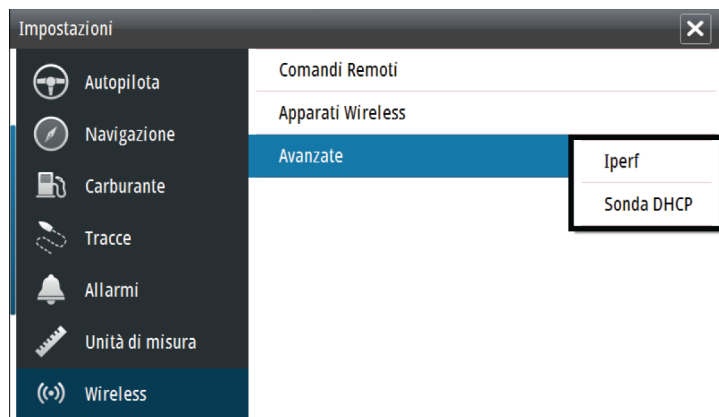 Impostazioni
Autopilota
Navigazione
Carburante
Tracce
Allarmi
Unità di misura
Wireless
Comandi Remoti
Apparati Wireless
Avanzate
Iperf
Sonda DHCP